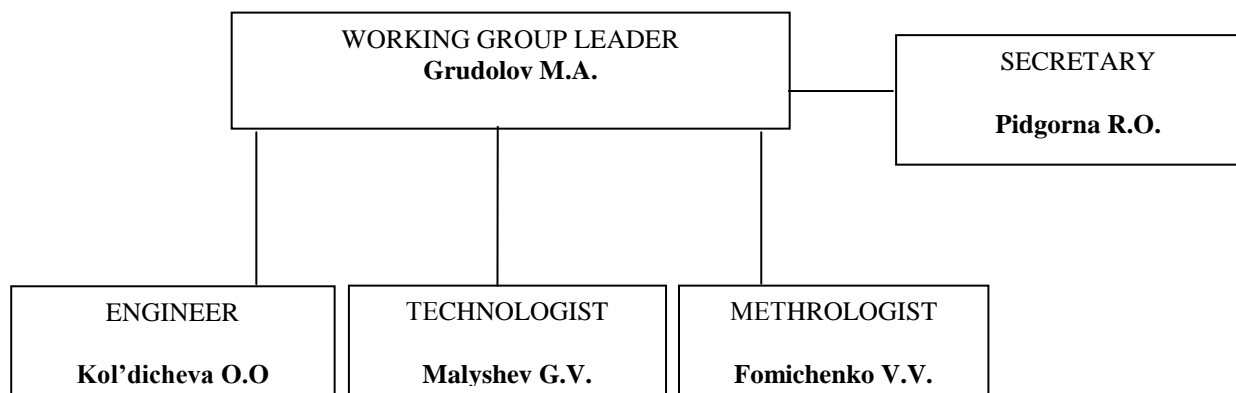 WORKING GROUP LEADER
Grudolov M.A.
SECRETARY
Pidgorna R.O.
ENGINEER
Kol’dicheva O.O
TECHNOLOGIST
Malyshev G.V.
METHROLOGIST
Fomichenko V.V.